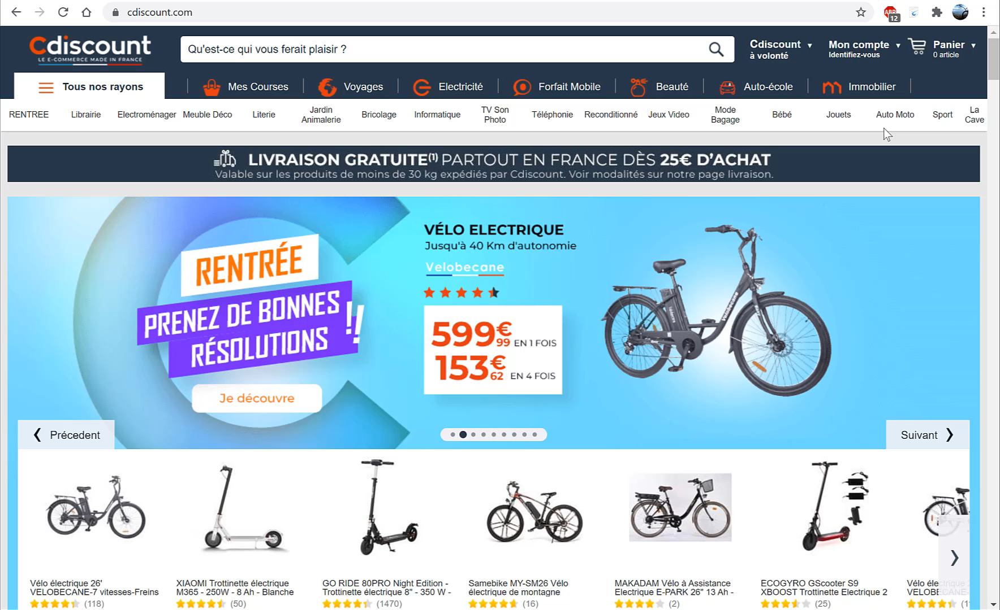 cdiscount.com
ABP
12
Cdiscount
LE E-COMMERCE MADE IN FRANCE
Qu'est-ce qui vous ferait plaisir ?
Cdiscount
à volonté
Mon compte
Identifiez-vous
Panier
0 article
Tous nos rayons
Mes Courses
Voyages
Electricité
Forfait Mobile
Beauté
Auto-école
Immobilier
RENTREE
Librairie
Electroménager
Meuble Déco
Literie
Jardin
Animalerie
Bricolage
Informatique
TV Son
Photo
Téléphonie
Reconditionné
Jeux Video
Mode
Bagage
Bébé
Jouets
Auto Moto
Sport
La
Cave
LIVRAISON GRATUITE(1) PARTOUT EN FRANCE DÈS 25€ D'ACHAT
Valable sur les produits de moins de 30 kg expédiés par Cdiscount. Voir modalités sur notre page livraison.
RENTRÉE
PRENEZ DE BONNES
RÉSOLUTIONS !!
Je découvre
VÉLO ELECTRIQUE
Jusqu'à 40 Km d'autonomie
Velobecane
599€99 EN 1 FOIS
153€62 EN 4 FOIS
Velobecane
Précedent
Suivant
Vélo électrique 26'
VELOBECANE-7 vitesses-Freins
(118)
XIAOMI Trottinette électrique
M365 - 250W - 8 Ah - Blanche
(50)
GO RIDE 80PRO Night Edition -
Trottinette électrique 8" - 350 W -
(1470)
Samebike MY-SM26 Vélo
électrique de montagne
(16)
MAKADAM Vélo à Assistance
Electrique E-PARK 26" 13 Ah -
(2)
ECOGYRO GScooter S9
XBOOST Trottinette Electrique 2
(25)
Vélo électrique
VELOBECANE-